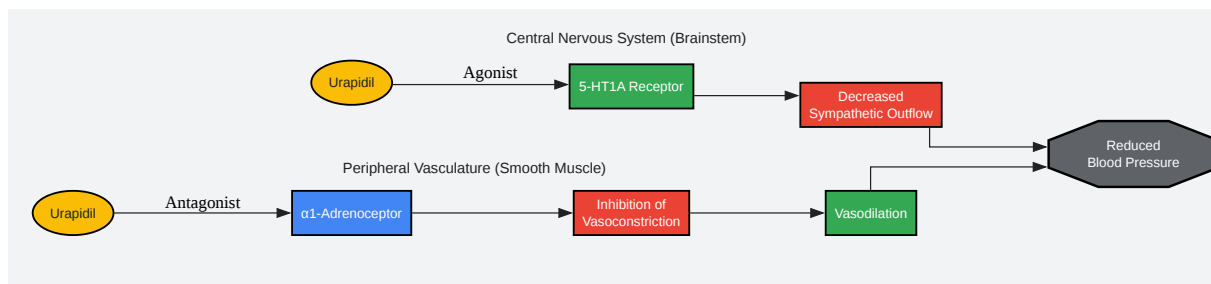 Central Nervous System (Brainstem)
Urapidil
Agonist
5-HT1A Receptor
Decreased
Sympathetic Outflow
Reduced
Blood Pressure
Peripheral Vasculature (Smooth Muscle)
Urapidil
Antagonist
α1-Adrenoceptor
Inhibition of
Vasoconstriction
Vasodilation